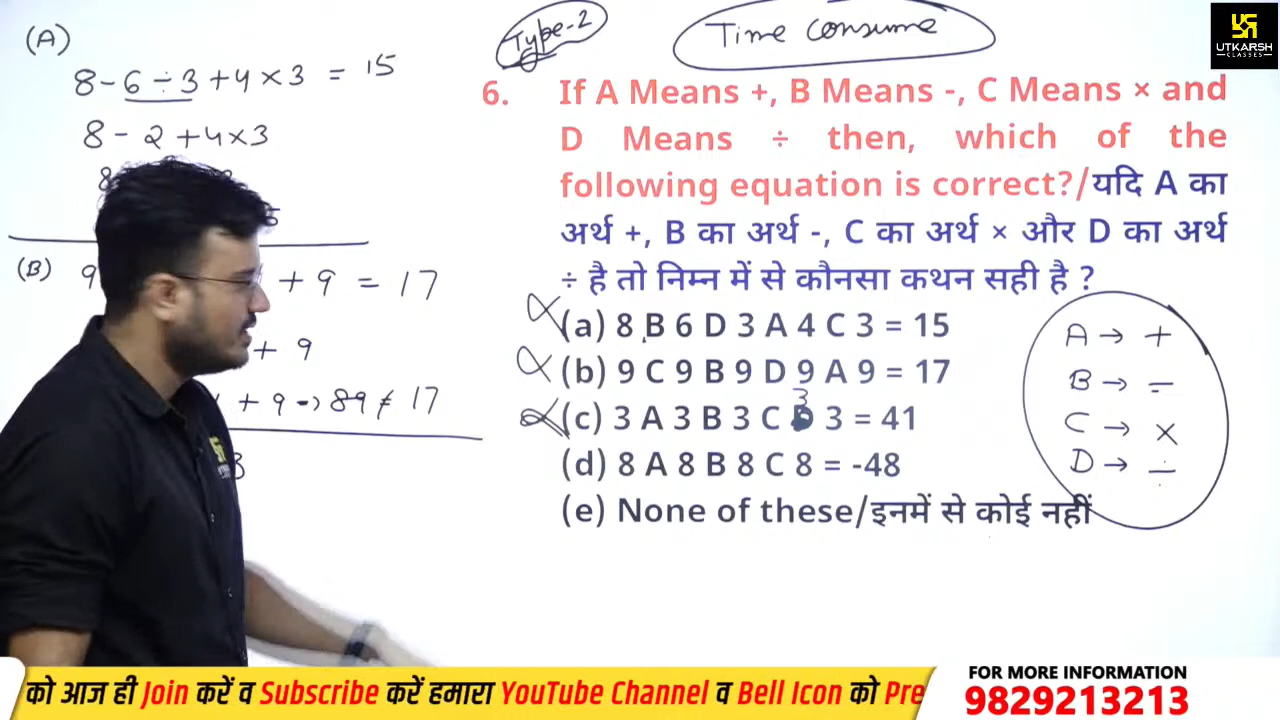 (A)
8 - 6 ÷ 3 + 4 × 3 = 15
8 - 2 + 4 × 3
(B) 9 + 9 = 17
+ 9
+ 9 → 89 ≠ 17
Type-2
Time Consume
UTKARSH
CLASSES
6. If A Means +, B Means -, C Means × and
D Means ÷ then, which of the
following equation is correct?/यदि A का
अर्थ +, B का अर्थ -, C का अर्थ × और D का अर्थ
÷ है तो निम्न में से कौनसा कथन सही है ?
(a) 8 B 6 D 3 A 4 C 3 = 15
(b) 9 C 9 B 9 D 9 A 9 = 17
(c) 3 A 3 B 3 C 3 3 = 41
(d) 8 A 8 B 8 C 8 = -48
(e) None of these/इनमें से कोई नहीं
A → +
B → -
C → ×
D → ÷
को आज ही Join करें व Subscribe करें हमारा YouTube Channel व Bell Icon को Pre
FOR MORE INFORMATION
9829213213